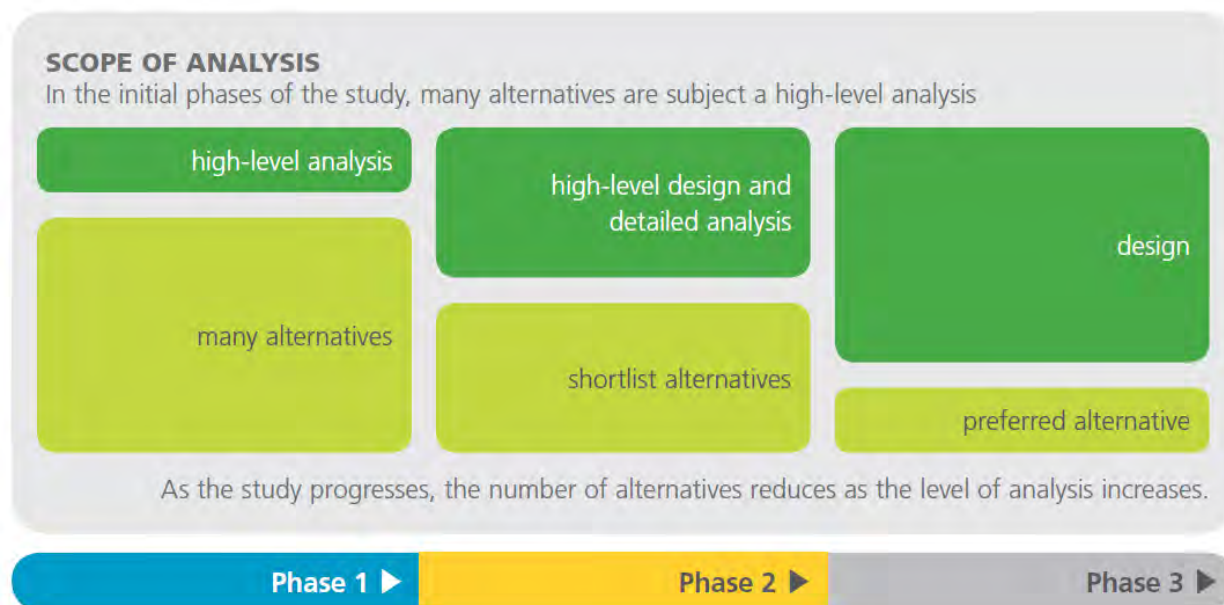 SCOPE OF ANALYSIS
In the initial phases of the study, many alternatives are subject a high-level analysis
high-level analysis
high-level design and
detailed analysis
design
many alternatives
shortlist alternatives
preferred alternative
As the study progresses, the number of alternatives reduces as the level of analysis increases.
Phase 1 ▶
Phase 2 ▶
Phase 3 ▶